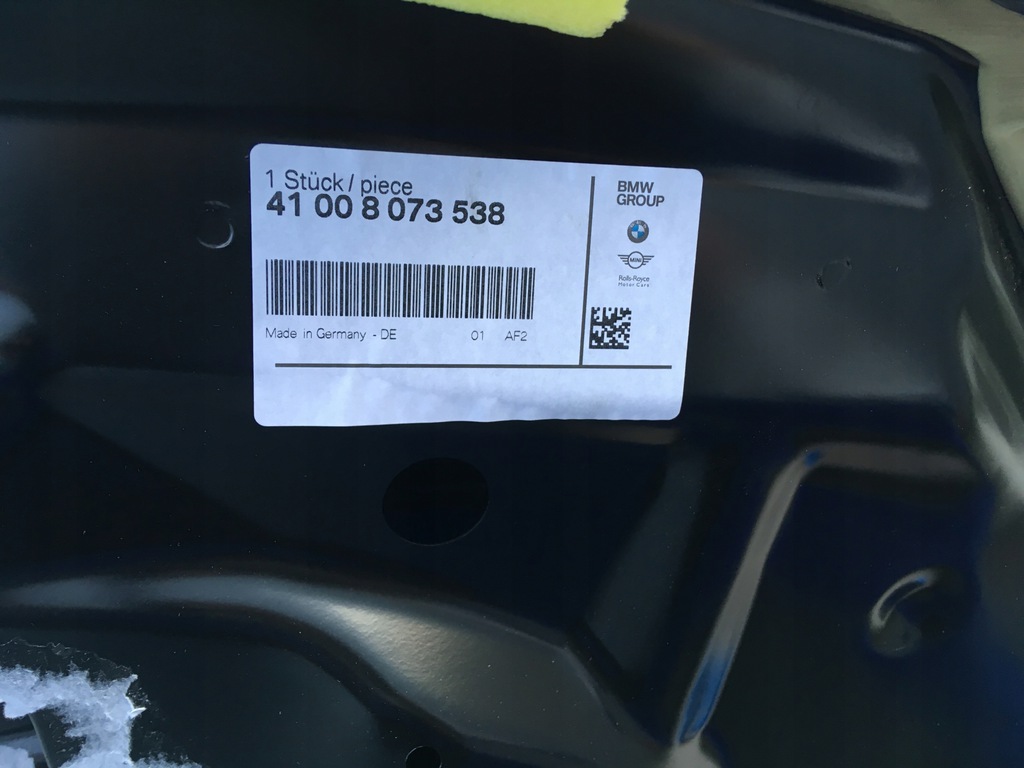 1 Stück / piece
41 00 8 073 538
Made in Germany - DE 01 AF2
BMW
GROUP
MINI
Rolls-Royce
Motor Cars